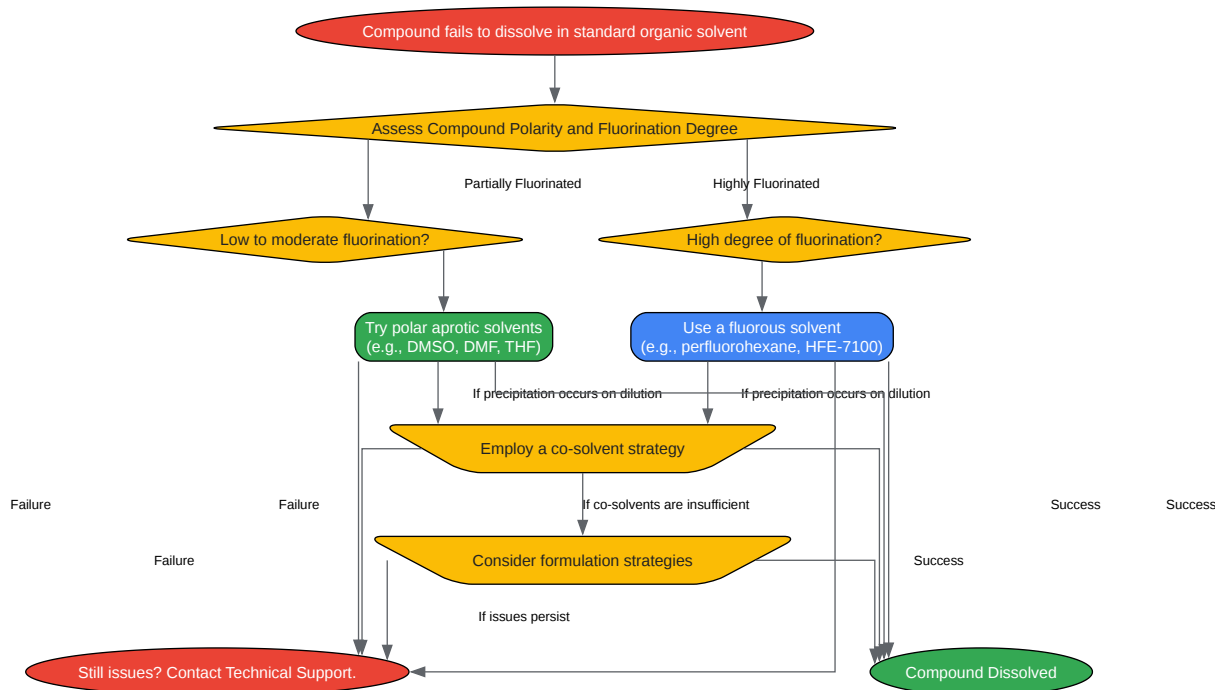 Compound fails to dissolve in standard organic solvent
Assess Compound Polarity and Fluorination Degree
Partially Fluorinated
Highly Fluorinated
Low to moderate fluorination?
High degree of fluorination?
Try polar aprotic solvents
(e.g., DMSO, DMF, THF)
Use a fluorous solvent
(e.g., perfluorohexane, HFE-7100)
If precipitation occurs on dilution
If precipitation occurs on dilution
Employ a co-solvent strategy
Failure
Failure
If co-solvents are insufficient
Success
Success
Failure
Consider formulation strategies
Success
If issues persist
Still issues? Contact Technical Support.
Compound Dissolved